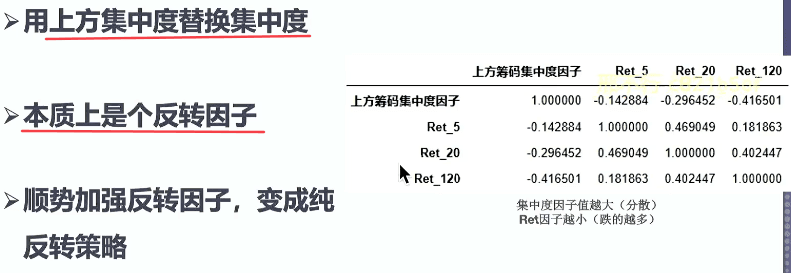 ➢用上方集中度替换集中度
➢本质上是个反转因子
➢顺势加强反转因子，变成纯
反转策略
上方筹码集中度因子 Ret_5 Ret_20 Ret_120
上方筹码集中度因子 1.000000 -0.142884 -0.296452 -0.416501
Ret_5 -0.142884 1.000000 0.469049 0.181863
Ret_20 -0.296452 0.469049 1.000000 0.402447
Ret_120 -0.416501 0.181863 0.402447 1.000000
集中度因子值越大（分散）
Ret因子越小（跌的越多）